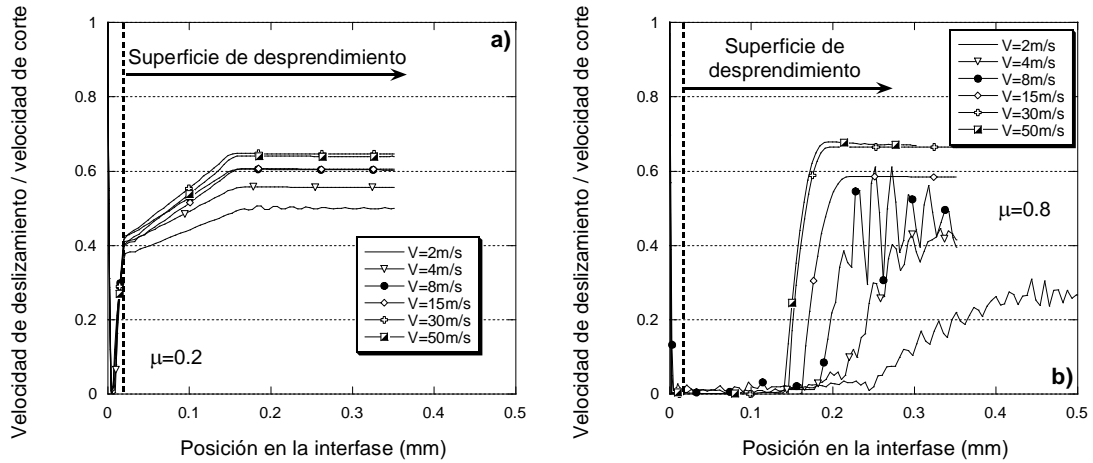 a)
Superficie de desprendimiento
Velocidad de deslizamiento / velocidad de corte
1
0.8
0.6
0.4
0.2
0
V=2m/s
V=4m/s
V=8m/s
V=15m/s
V=30m/s
V=50m/s
μ=0.2
0
0.1
0.2
0.3
0.4
0.5
Posición en la interfase (mm)
Superficie de
desprendimiento
V=2m/s
V=4m/s
V=8m/s
V=15m/s
V=30m/s
V=50m/s
Velocidad de deslizamiento / velocidad de corte
1
0.8
0.6
0.4
0.2
0
μ=0.8
b)
0
0.1
0.2
0.3
0.4
0.5
Posición en la interfase (mm)